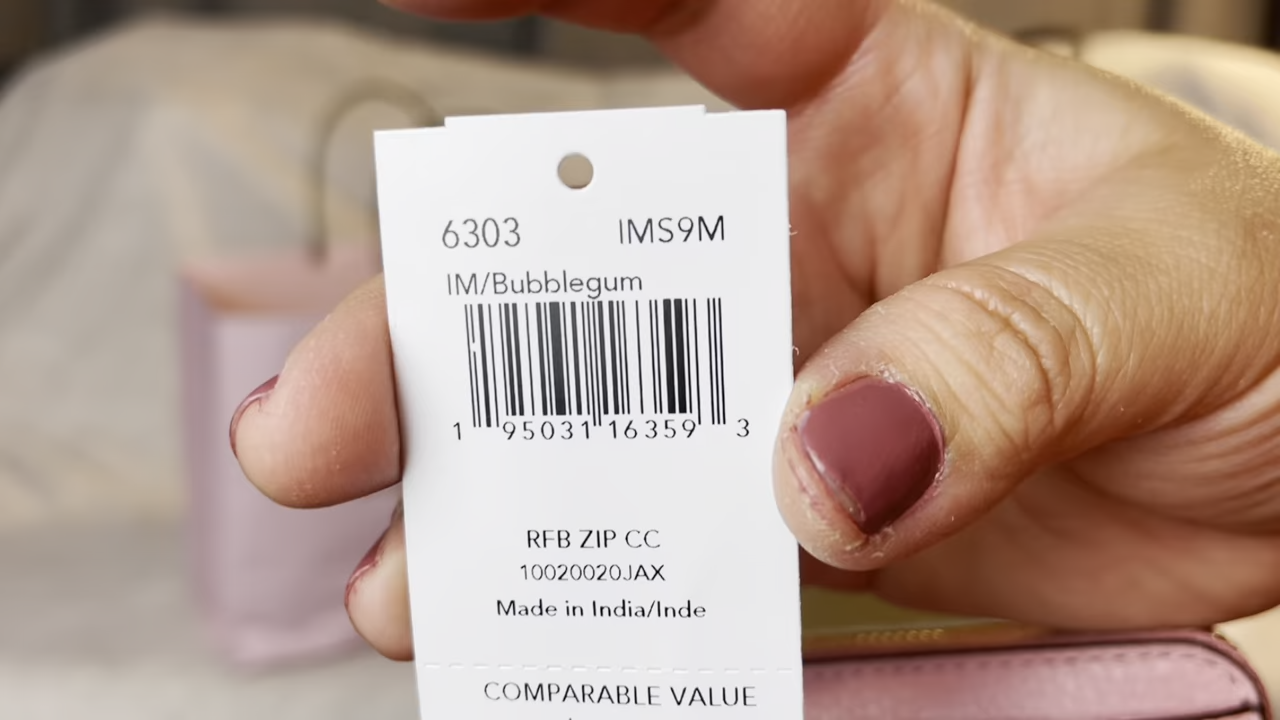 6303 IMS9M
IM/Bubblegum
1 95031 16359 3
RFB ZIP CC
10020020JAX
Made in India/Inde
COMPARABLE VALUE